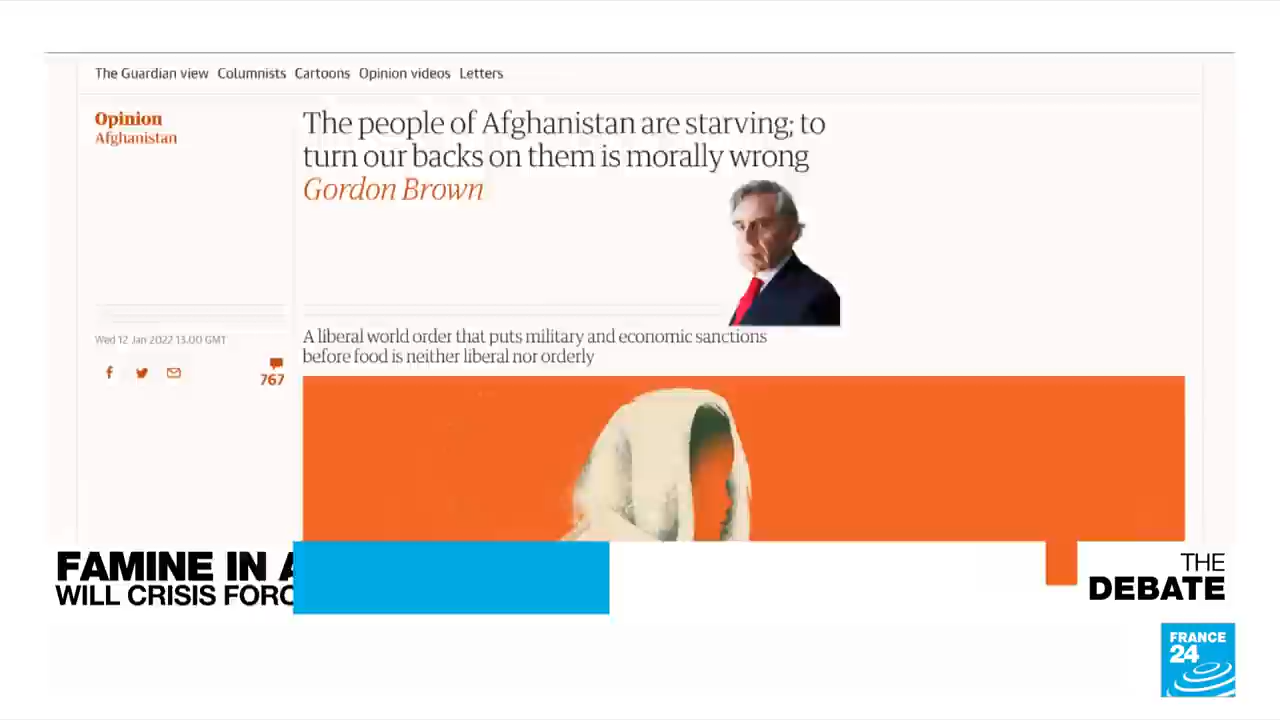 The Guardian view Columnists Cartoons Opinion videos Letters
Opinion
Afghanistan
The people of Afghanistan are starving; to
turn our backs on them is morally wrong
Gordon Brown
Wed 12 Jan 2022 13.00 GMT
767
A liberal world order that puts military and economic sanctions
before food is neither liberal nor orderly
FAMINE IN
WILL CRISIS
THE
DEBATE
FRANCE
24